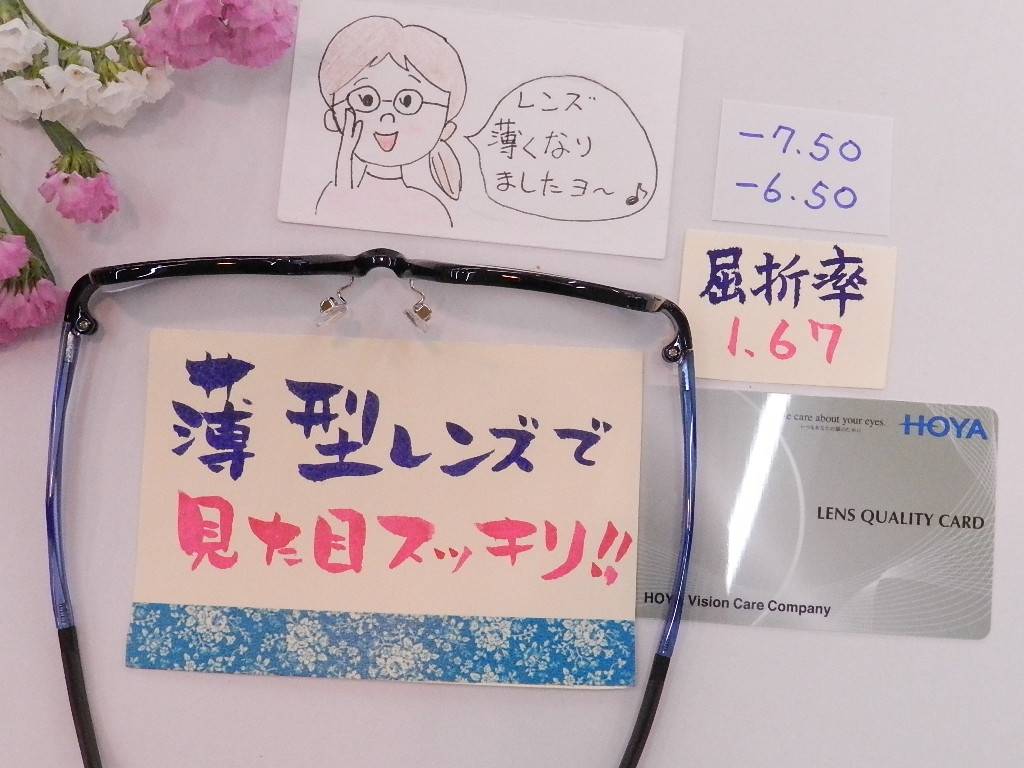 レンズ
薄くなり
ましたヨ〜♪
-7.50
-6.50
屈折率
1.67
薄型レンズで
見た目スッキリ!!
care about your eyes.
HOYA
LENS QUALITY CARD
Vision Care Company